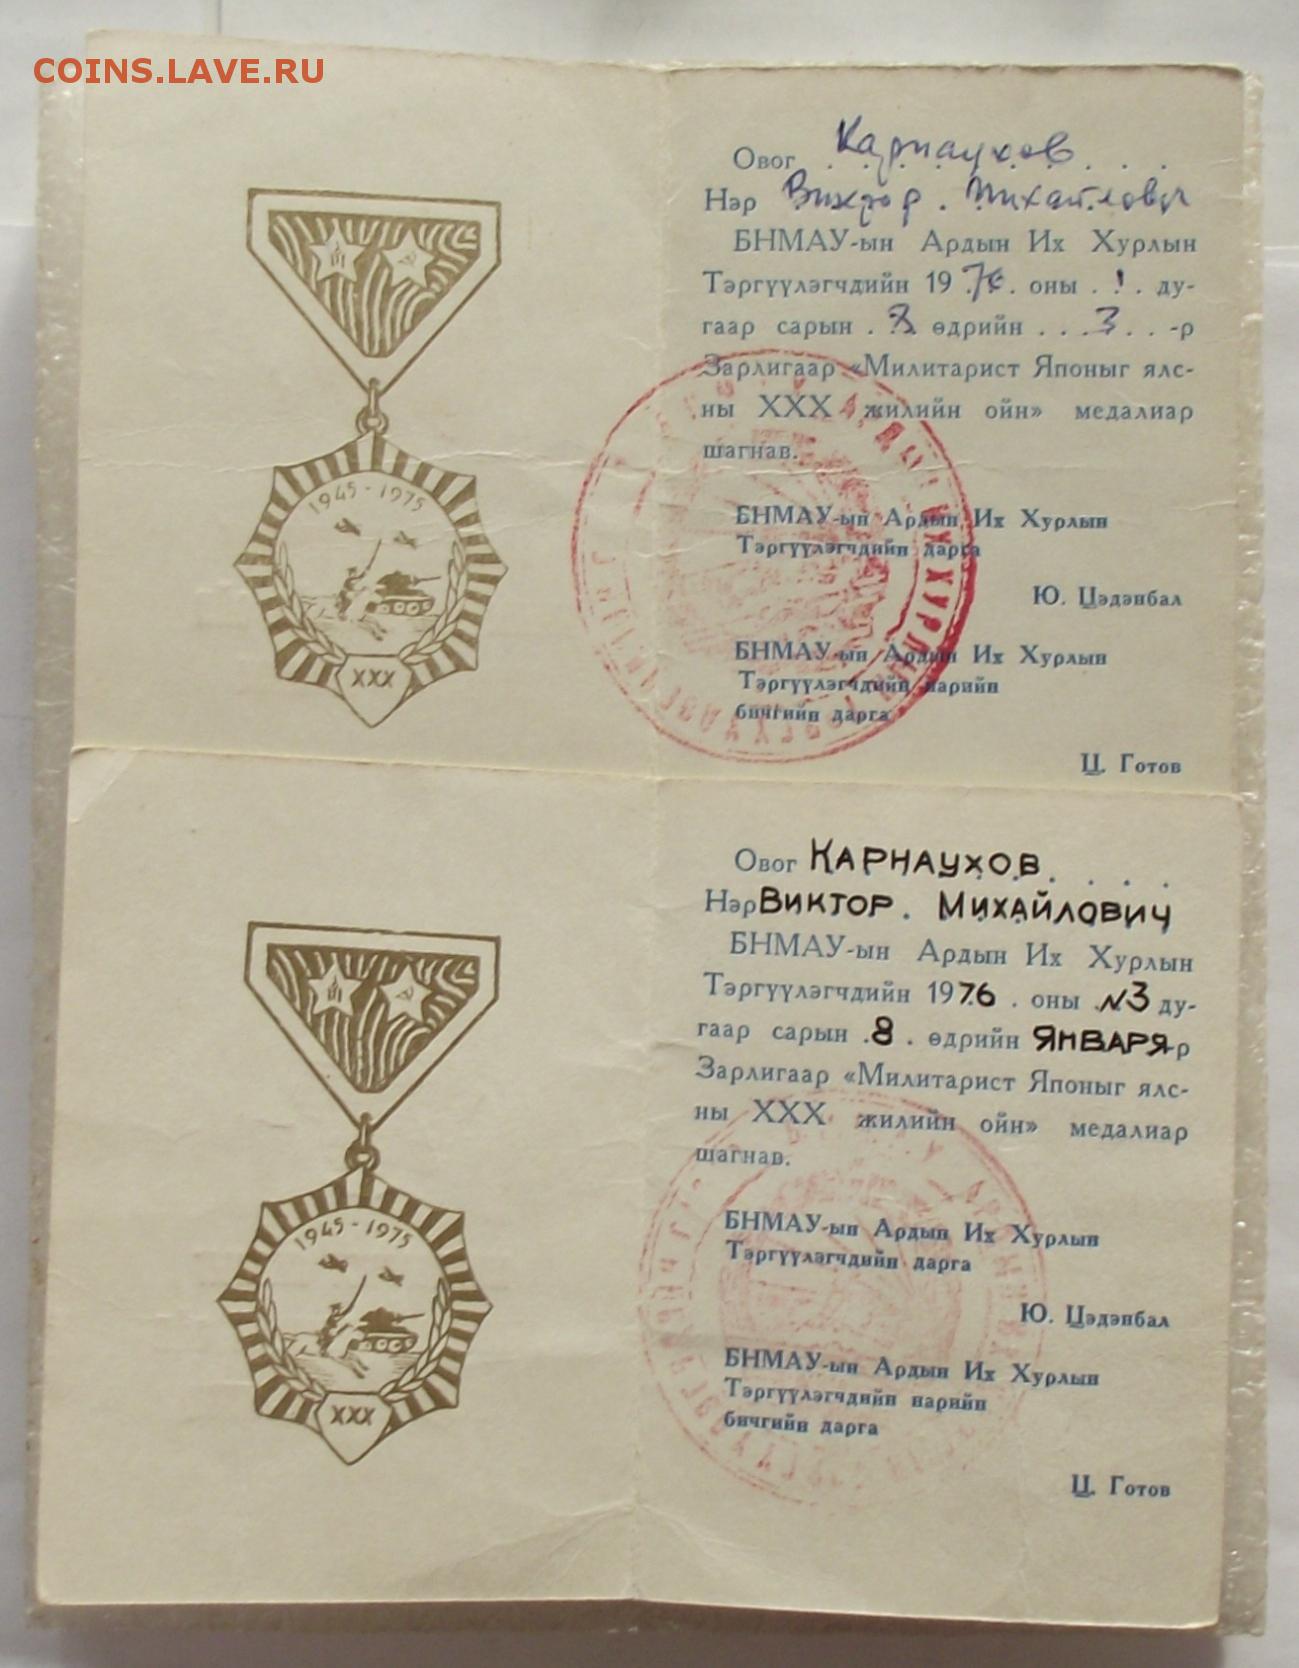 COINS.LAVE.RU
1945-1975
XXX
Овог Карнаухов
Нэр Виктор . Михайлович
БНМАУ-ын Ардын Их Хурлын
Тэргүүлэгчдийн 1976. оны . 1 . ду-
гаар сарын . 8 . өдрийн . . . 3 . . -р
Зарлигаар «Милитарист Японыг ялс-
ны XXX жилийн ойн» медалиар
шагнав.
БНМАУ-ын Ардын Их Хурлын
Тэргүүлэгчдийн дарга
Ю. Цэдэнбал
БНМАУ-ын Ардын Их Хурлын
Тэргүүлэгчдийн нарийн
бичгийн дарга
Ц. Готов
1945-1975
XXX
Овог КАРНАУХОВ
Нэр ВИКТОР . МИХАЙЛОВИЧ
БНМАУ-ын Ардын Их Хурлын
Тэргүүлэгчдийн 1976 . оны N3 ду-
гаар сарын . 8 . өдрийн ЯНВАРЯ-р
Зарлигаар «Милитарист Японыг ялс-
ны XXX жилийн ойн» медалиар
шагнав.
БНМАУ-ын Ардын Их Хурлын
Тэргүүлэгчдийн дарга
Ю. Цэдэнбал
БНМАУ-ын Ардын Их Хурлын
Тэргүүлэгчдийн нарийн
бичгийн дарга
Ц. Готов